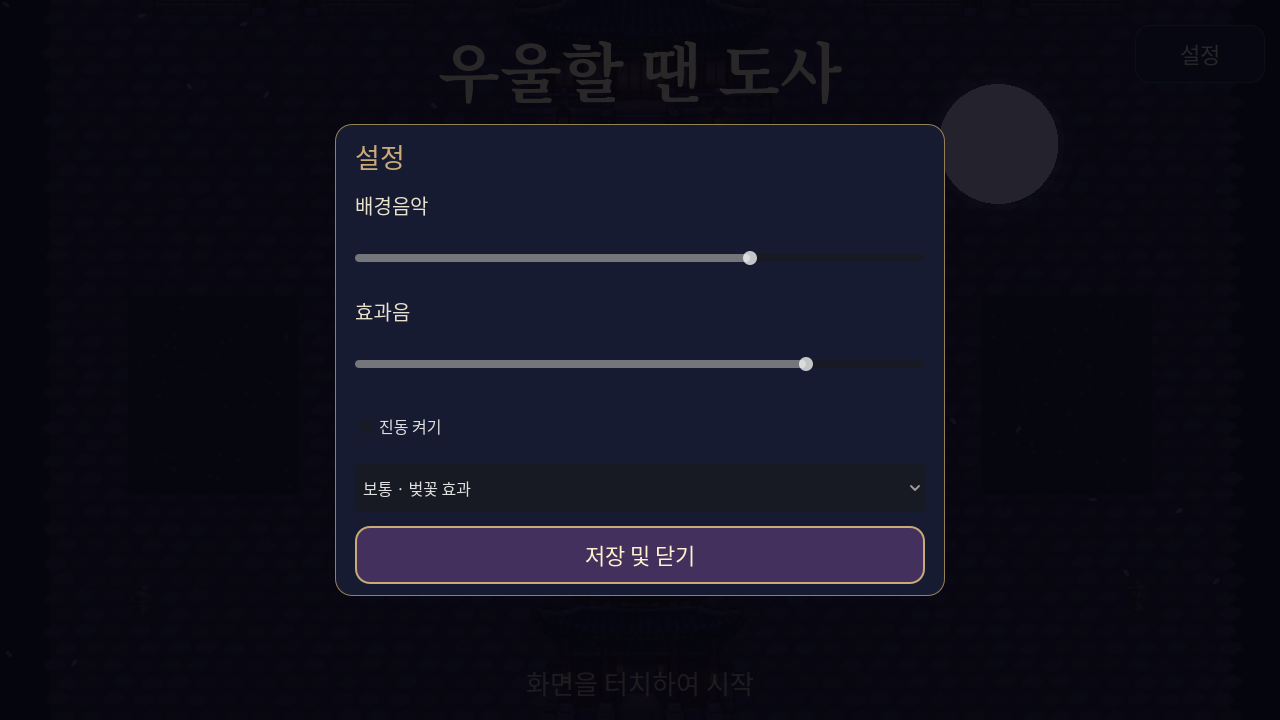 우울할 땐 도사
설정
설정
배경음악
효과음
진동 켜기
보통 · 벚꽃 효과
저장 및 닫기
화면을 터치하여 시작